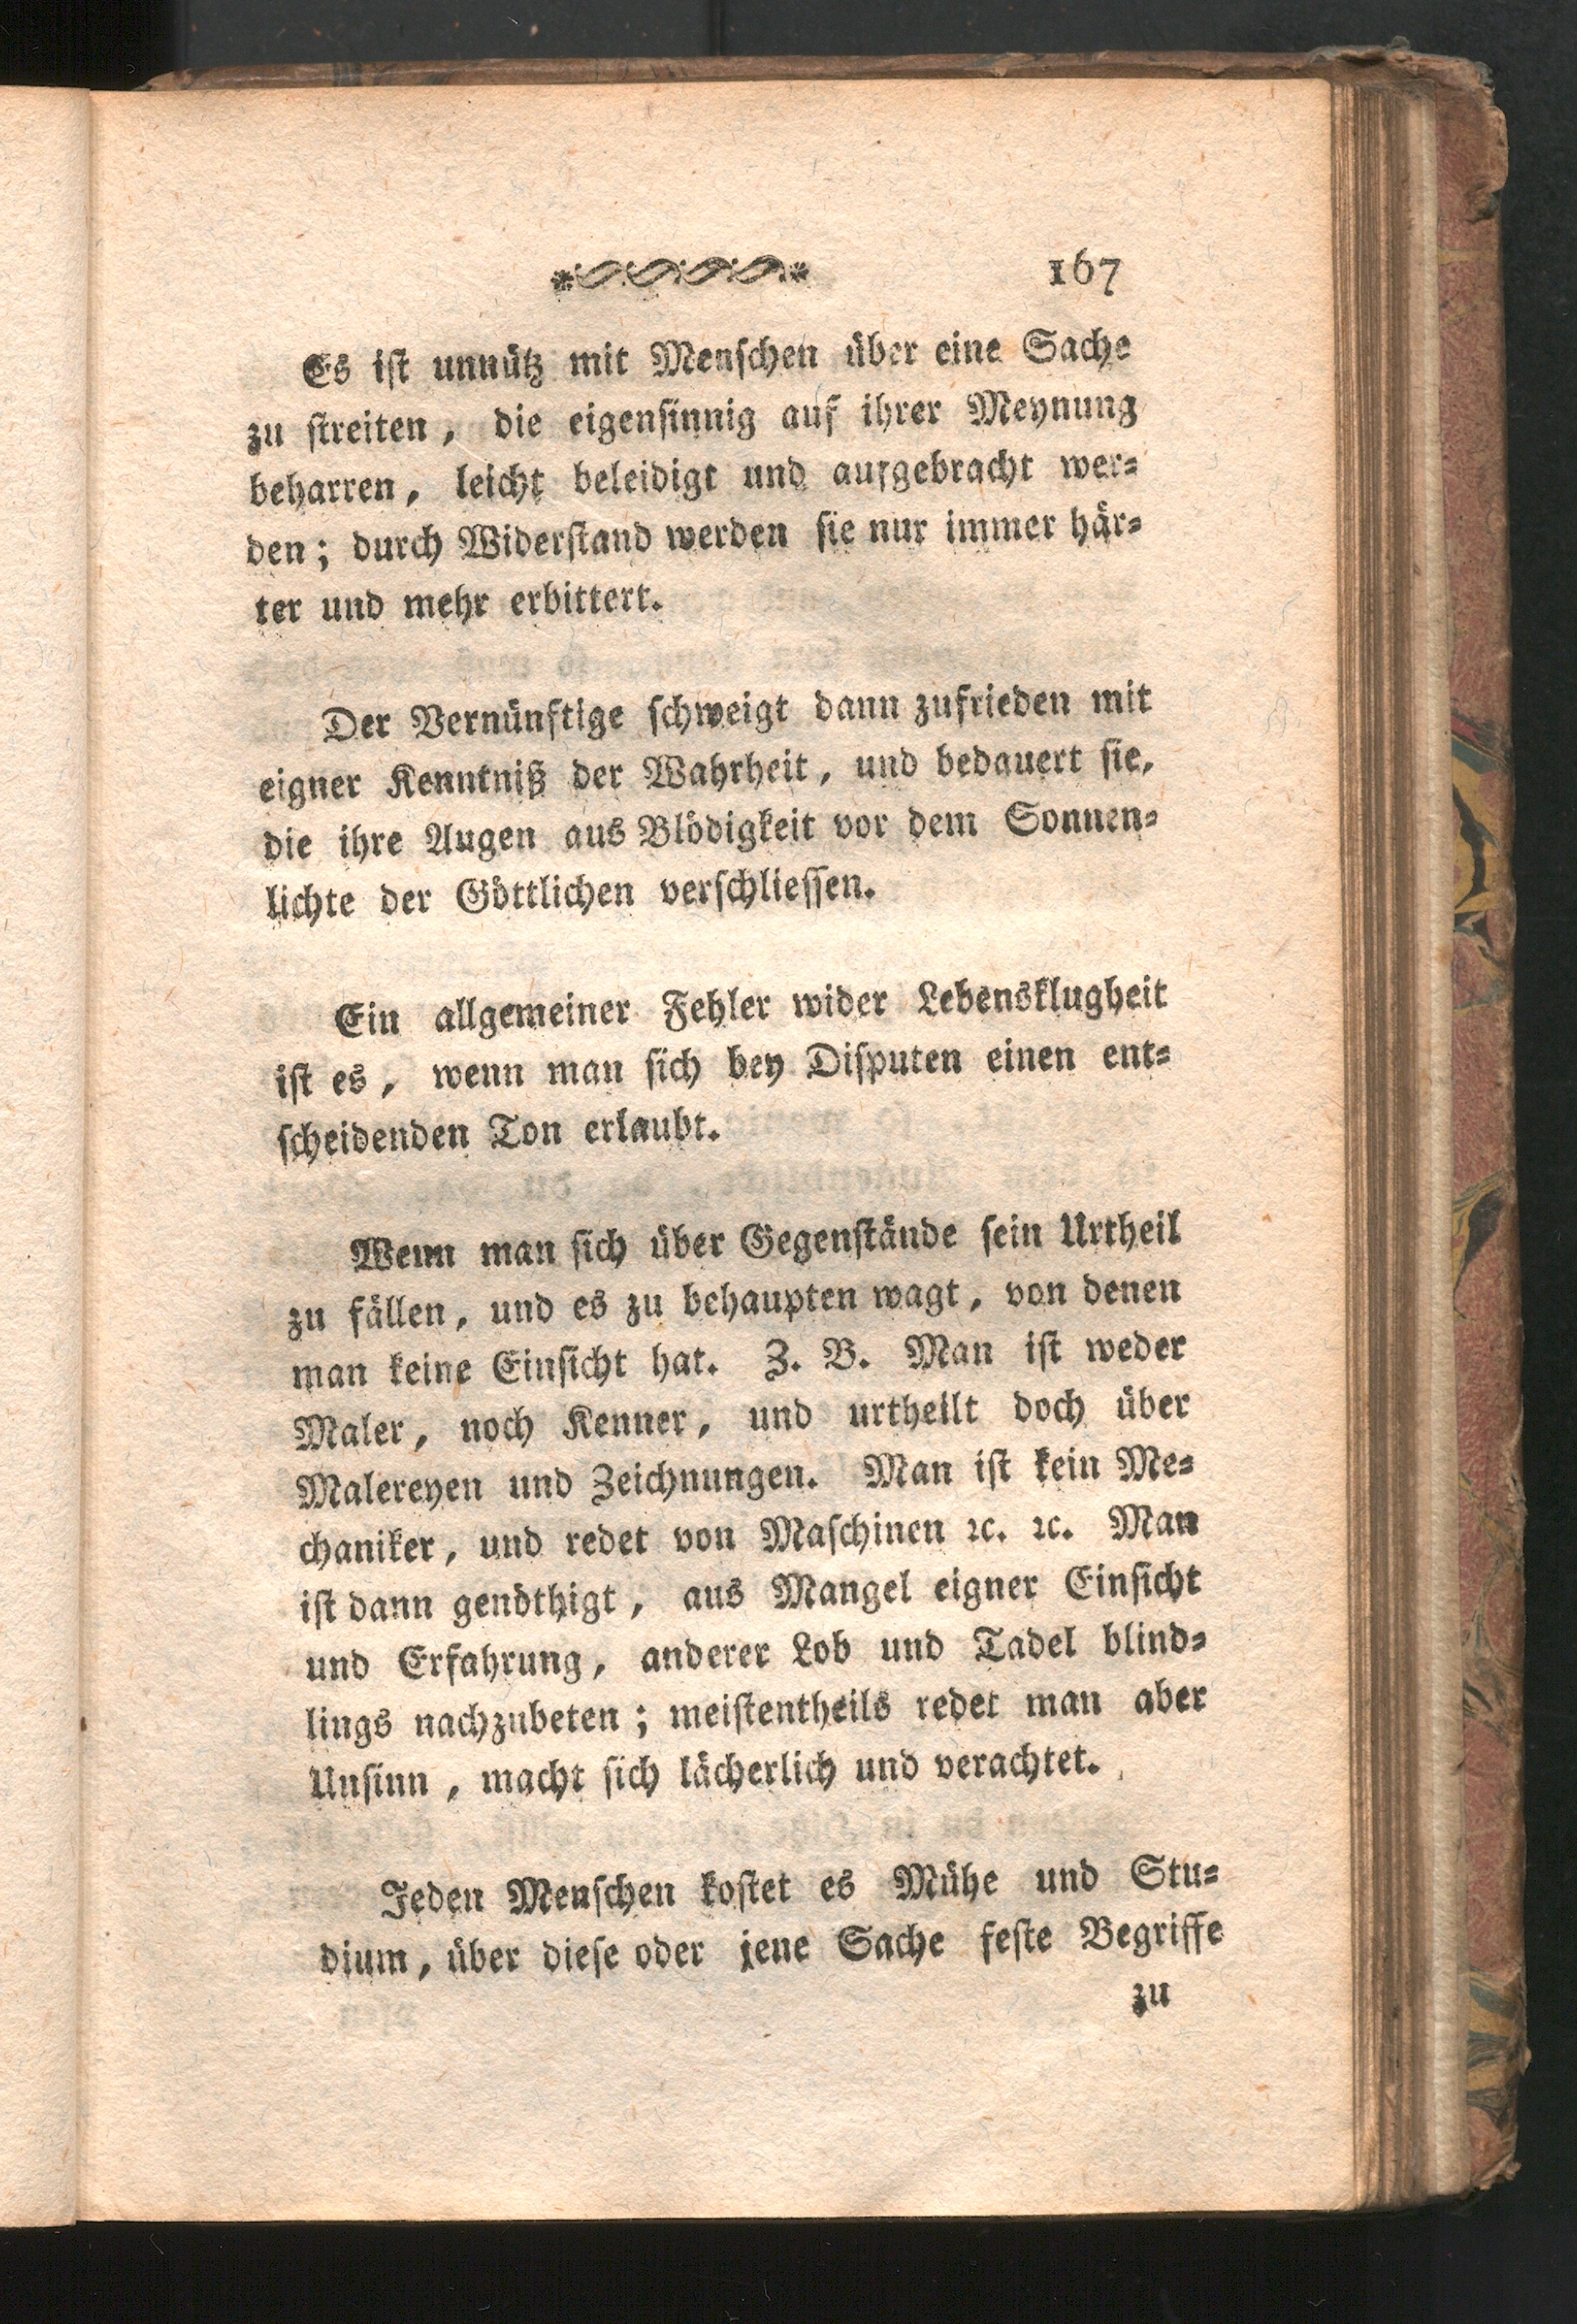 167
Es ist unnütz mit Menschen über eine Sache
zu streiten, die eigensinnig auf ihrer Meynung
beharren, leicht beleidigt und aufgebracht wer⸗
den; durch Widerstand werden sie nur immer här⸗
ter und mehr erbittert.
Der Vernünftige schweigt dann zufrieden mit
eigner Kenntniß der Wahrheit, und bedauert sie,
die ihre Augen aus Blödigkeit vor dem Sonnen⸗
lichte der Göttlichen verschliessen.
Ein allgemeiner Fehler wider Lebensklugheit
ist es, wenn man sich bey Disputen einen ent⸗
scheidenden Ton erlaubt.
Wenn man sich über Gegenstände sein Urtheil
zu fällen, und es zu behaupten wagt, von denen
man keine Einsicht hat. Z. B. Man ist weder
Maler, noch Kenner, und urtheilt doch über
Malereyen und Zeichnungen. Man ist kein Me⸗
chaniker, und redet von Maschinen ꝛc. ꝛc. Man
ist dann genöthigt, aus Mangel eigner Einsicht
und Erfahrung, anderer Lob und Tadel blind⸗
lings nachzubeten; meistentheils redet man aber
Unsinn, macht sich lächerlich und verachtet.
Jeden Menschen kostet es Mühe und Stu⸗
dium, über diese oder jene Sache feste Begriffe
zu